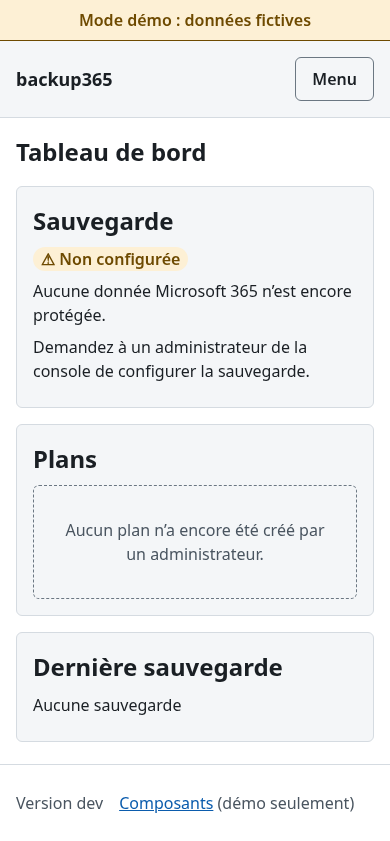 Mode démo : données fictives
backup365
Menu
Tableau de bord
Sauvegarde
⚠ Non configurée
Aucune donnée Microsoft 365 n’est encore
protégée.
Demandez à un administrateur de la
console de configurer la sauvegarde.
Plans
Aucun plan n’a encore été créé par
un administrateur.
Dernière sauvegarde
Aucune sauvegarde
Version dev Composants (démo seulement)